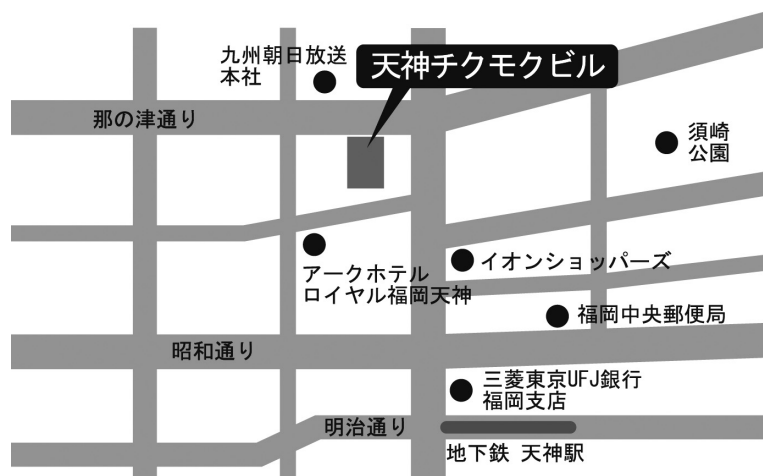 九州朝日放送
本社
天神チクモクビル
那の津通り
須崎
公園
アークホテル
ロイヤル福岡天神
イオンショッパーズ
福岡中央郵便局
昭和通り
三菱東京UFJ銀行
福岡支店
明治通り
地下鉄 天神駅